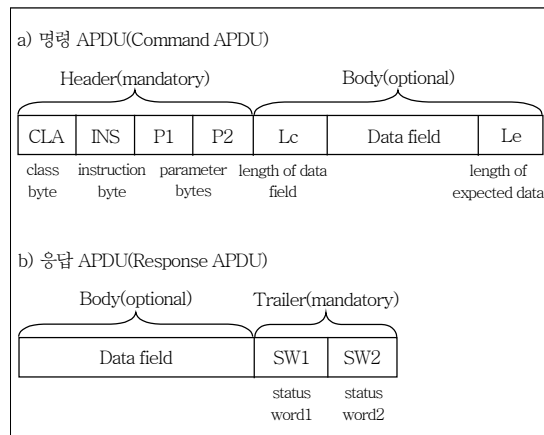 a) 명령 APDU(Command APDU)
Header(mandatory) Body(optional)
CLA INS P1 P2 Lc Data field Le
class byte instruction byte parameter bytes length of data field length of expected data
b) 응답 APDU(Response APDU)
Body(optional) Trailer(mandatory)
Data field SW1 SW2
status word1 status word2